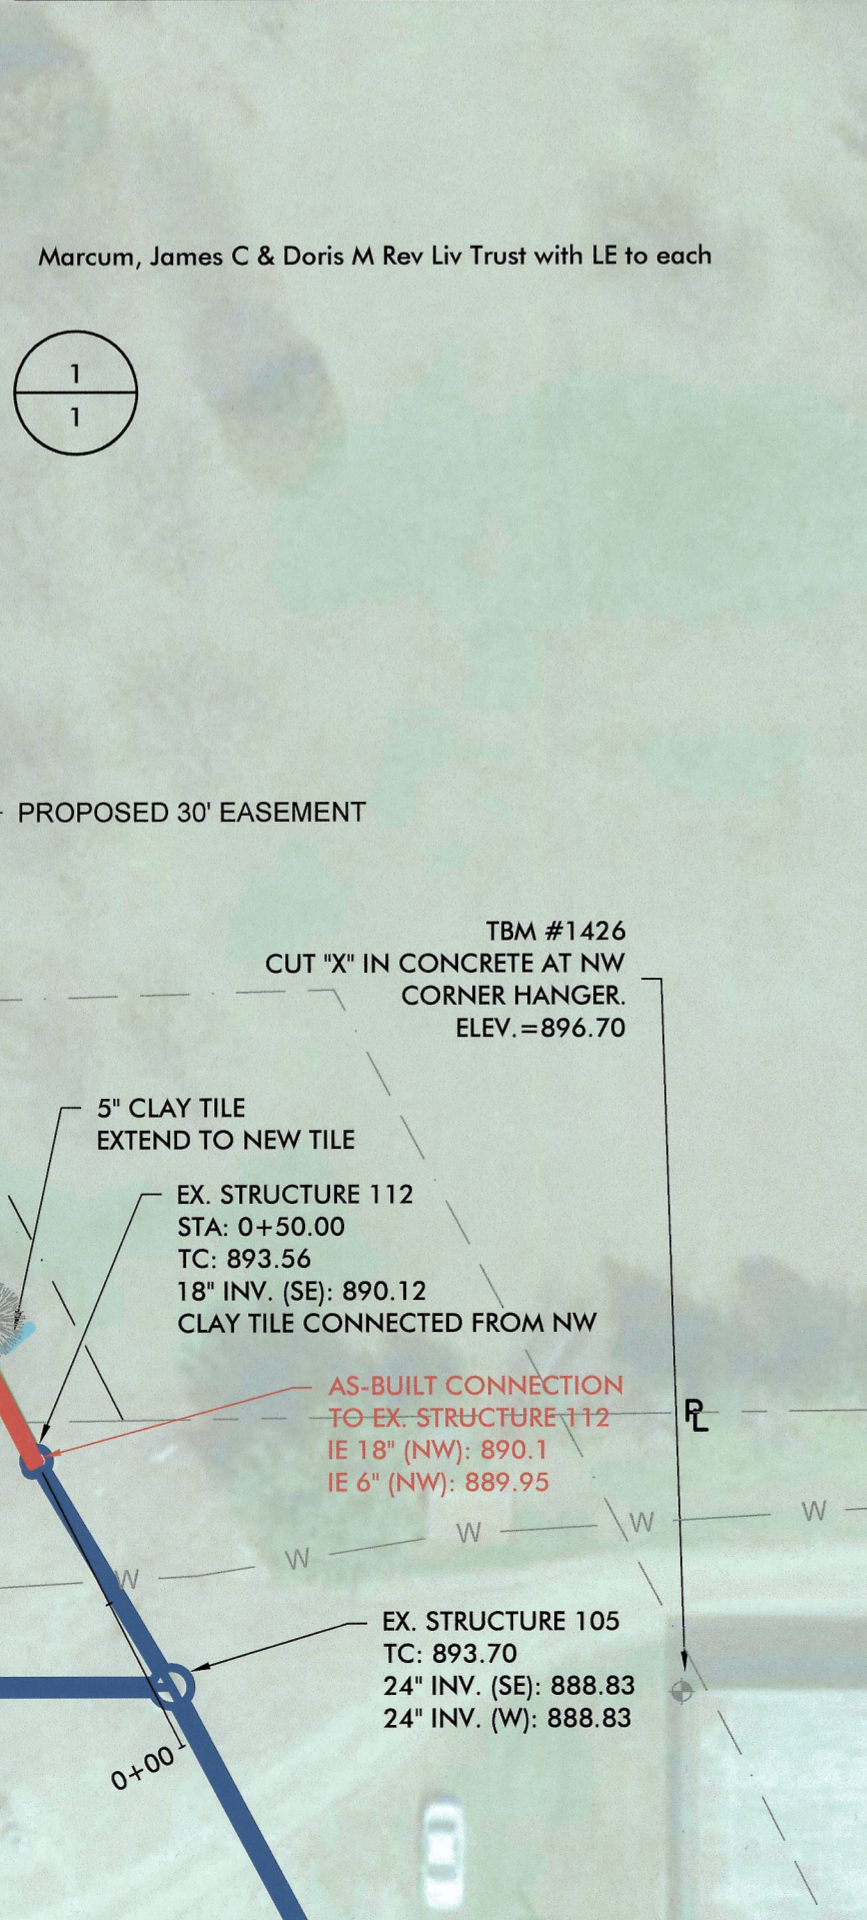 Marcum, James C & Doris M Rev Liv Trust with LE to each
1
1
PROPOSED 30' EASEMENT
TBM #1426
CUT "X" IN CONCRETE AT NW
CORNER HANGER.
ELEV.=896.70
5" CLAY TILE
EXTEND TO NEW TILE
EX. STRUCTURE 112
STA: 0+50.00
TC: 893.56
18" INV. (SE): 890.12
CLAY TILE CONNECTED FROM NW
AS-BUILT CONNECTION
TO EX. STRUCTURE 112
IE 18" (NW): 890.1
IE 6" (NW): 889.95
PL
W W W W W
EX. STRUCTURE 105
TC: 893.70
24" INV. (SE): 888.83
24" INV. (W): 888.83
0+00